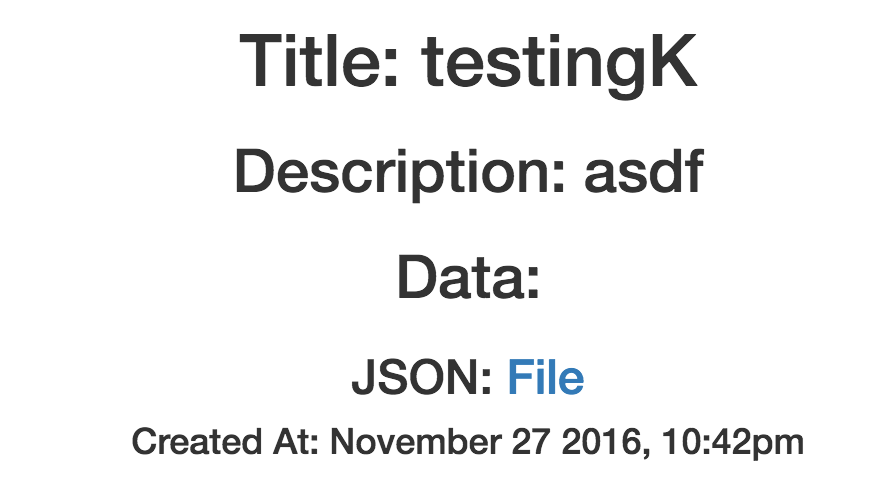 Title: testingK
Description: asdf
Data:
JSON: File
Created At: November 27 2016, 10:42pm